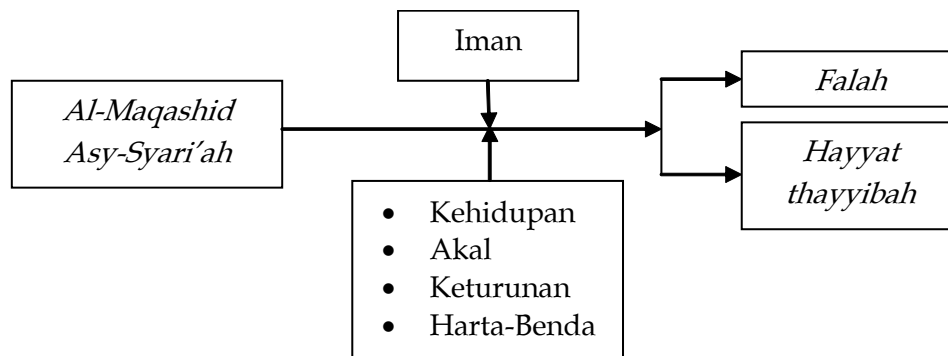 Iman
Al-Maqashid
Asy-Syari'ah
Falah
Hayyat
thayyibah
• Kehidupan
• Akal
• Keturunan
• Harta-Benda